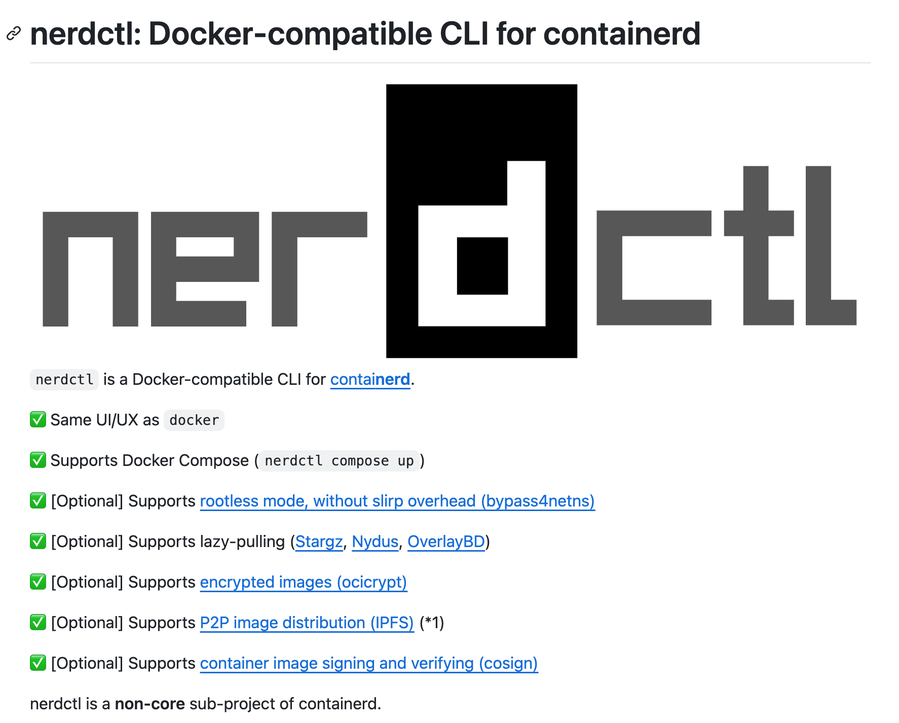 nerdctl: Docker-compatible CLI for containerd
nerdctl
nerdctl is a Docker-compatible CLI for containerd.
✅ Same UI/UX as docker
✅ Supports Docker Compose ( nerdctl compose up )
✅ [Optional] Supports rootless mode, without slirp overhead (bypass4netns)
✅ [Optional] Supports lazy-pulling (Stargz, Nydus, OverlayBD)
✅ [Optional] Supports encrypted images (ocicrypt)
✅ [Optional] Supports P2P image distribution (IPFS) (*1)
✅ [Optional] Supports container image signing and verifying (cosign)
nerdctl is a non-core sub-project of containerd.